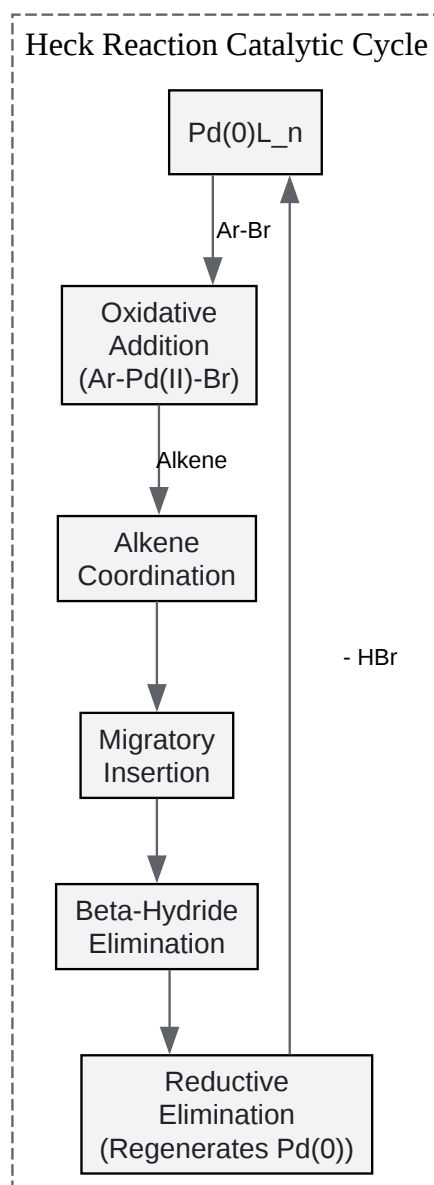 Heck Reaction Catalytic Cycle
Pd(0)L_n
Ar-Br
Oxidative
Addition
(Ar-Pd(II)-Br)
Alkene
Alkene
Coordination
- HBr
Migratory
Insertion
Beta-Hydride
Elimination
Reductive
Elimination
(Regenerates Pd(0))